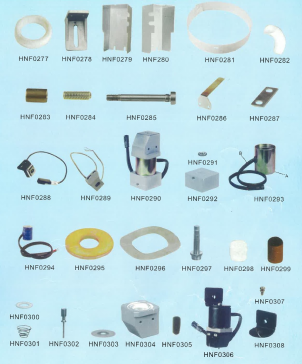 HNF0277 HNF0278 HNF0279 HNF280 HNF0281 HNF0282
HNF0283 HNF0284 HNF0285 HNF0286 HNF0287
HNF0291
HNF0288 HNF0289 HNF0290 HNF0292 HNF0293
HNF0294 HNF0295 HNF0296 HNF0297 HNF0298 HNF0299
HNF0307
HNF0300
HNF0301 HNF0302 HNF0303 HNF0304 HNF0305 HNF0306 HNF0308